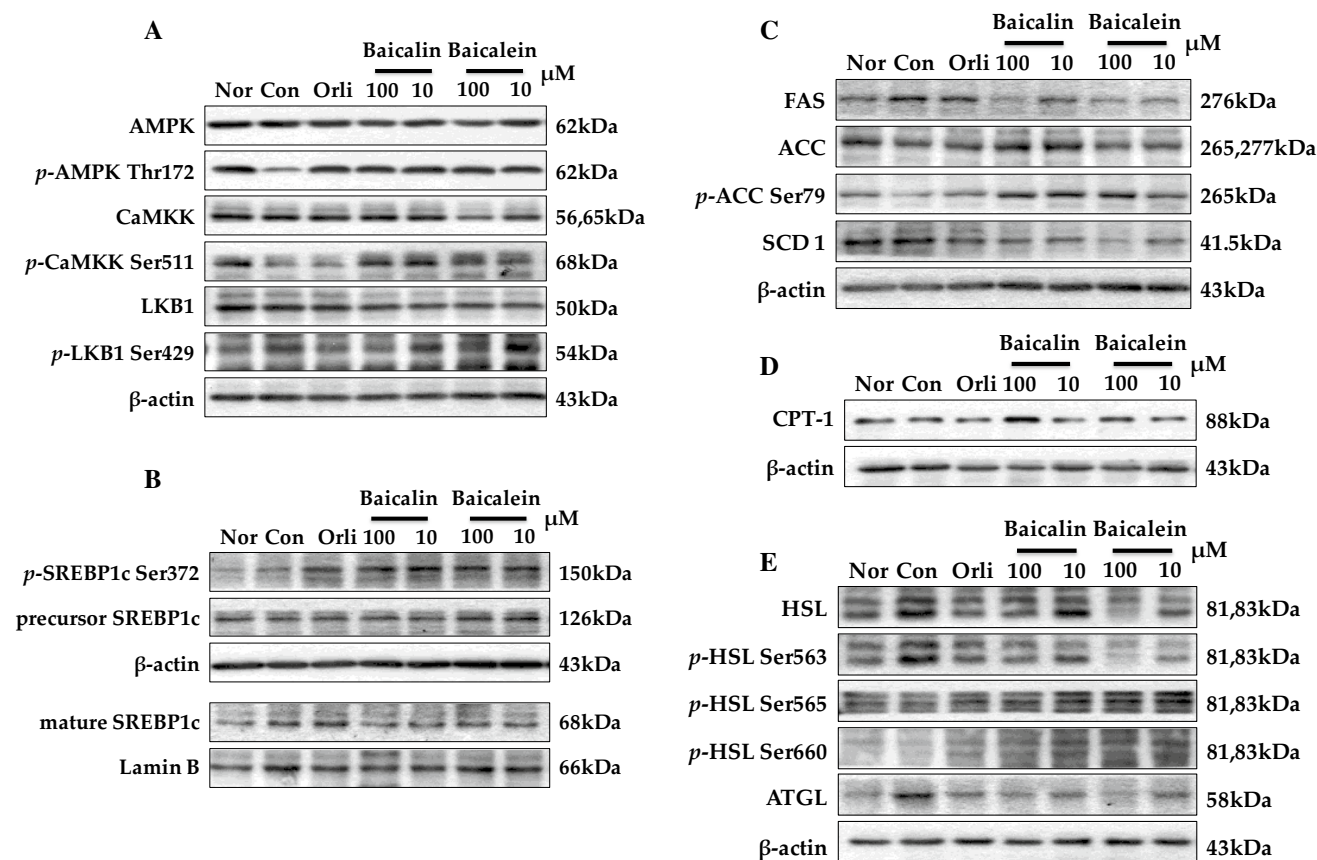 A
Baicalin Baicalein
Nor Con Orli 100 10 100 10 µM
AMPK 62kDa
p-AMPK Thr172 62kDa
CaMKK 56,65kDa
p-CaMKK Ser511 68kDa
LKB1 50kDa
p-LKB1 Ser429 54kDa
β-actin 43kDa
B
Baicalin Baicalein
Nor Con Orli 100 10 100 10 µM
p-SREBP1c Ser372 150kDa
precursor SREBP1c 126kDa
β-actin 43kDa
mature SREBP1c 68kDa
Lamin B 66kDa
C
Baicalin Baicalein
Nor Con Orli 100 10 100 10 µM
FAS 276kDa
ACC 265,277kDa
p-ACC Ser79 265kDa
SCD 1 41.5kDa
β-actin 43kDa
D
Baicalin Baicalein
Nor Con Orli 100 10 100 10 µM
CPT-1 88kDa
β-actin 43kDa
E
Baicalin Baicalein
Nor Con Orli 100 10 100 10 µM
HSL 81,83kDa
p-HSL Ser563 81,83kDa
p-HSL Ser565 81,83kDa
p-HSL Ser660 81,83kDa
ATGL 58kDa
β-actin 43kDa